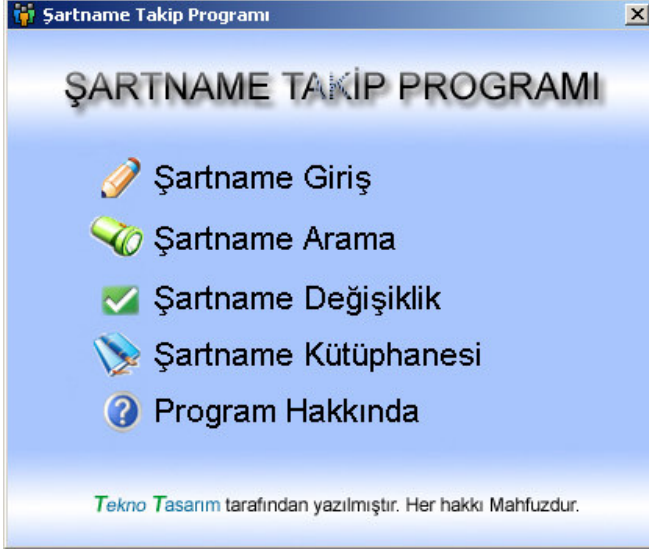 Şartname Takip Programı
ŞARTNAME TAKİP PROGRAMI
Şartname Giriş
Şartname Arama
Şartname Değişiklik
Şartname Kütüphanesi
Program Hakkında
Tekno Tasarım tarafından yazılmıştır. Her hakkı Mahfuzdur.